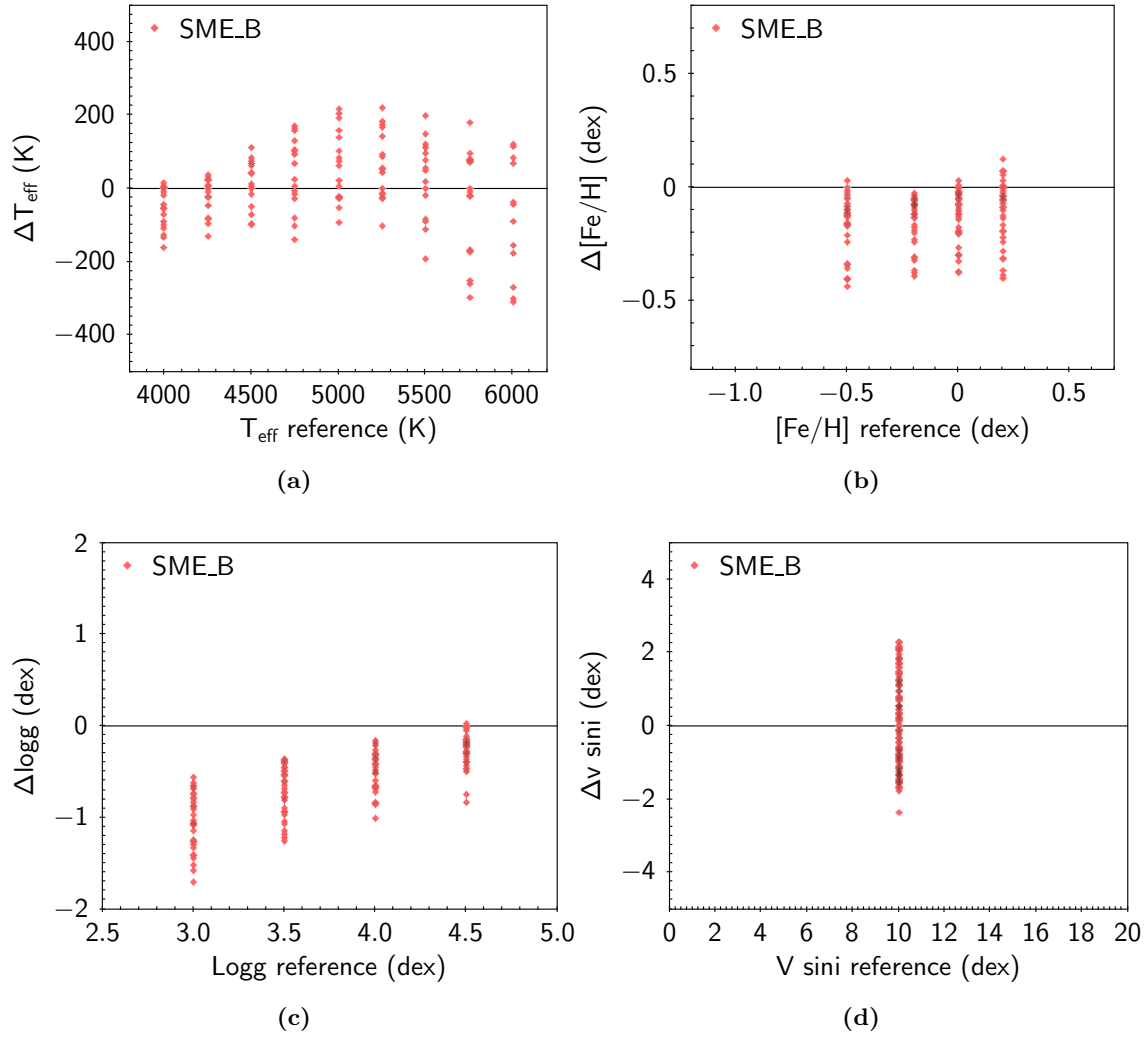 SME_B
400
200
0
−200
−400
ΔT_eff (K)
4000 4500 5000 5500 6000
T_eff reference (K)
(a)
SME_B
0.5
0
−0.5
Δ[Fe/H] (dex)
−1.0 −0.5 0 0.5
[Fe/H] reference (dex)
(b)
SME_B
2
1
0
−1
−2
Δlogg (dex)
2.5 3.0 3.5 4.0 4.5 5.0
Logg reference (dex)
(c)
SME_B
4
2
0
−2
−4
Δv sini (dex)
0 2 4 6 8 10 12 14 16 18 20
V sini reference (dex)
(d)